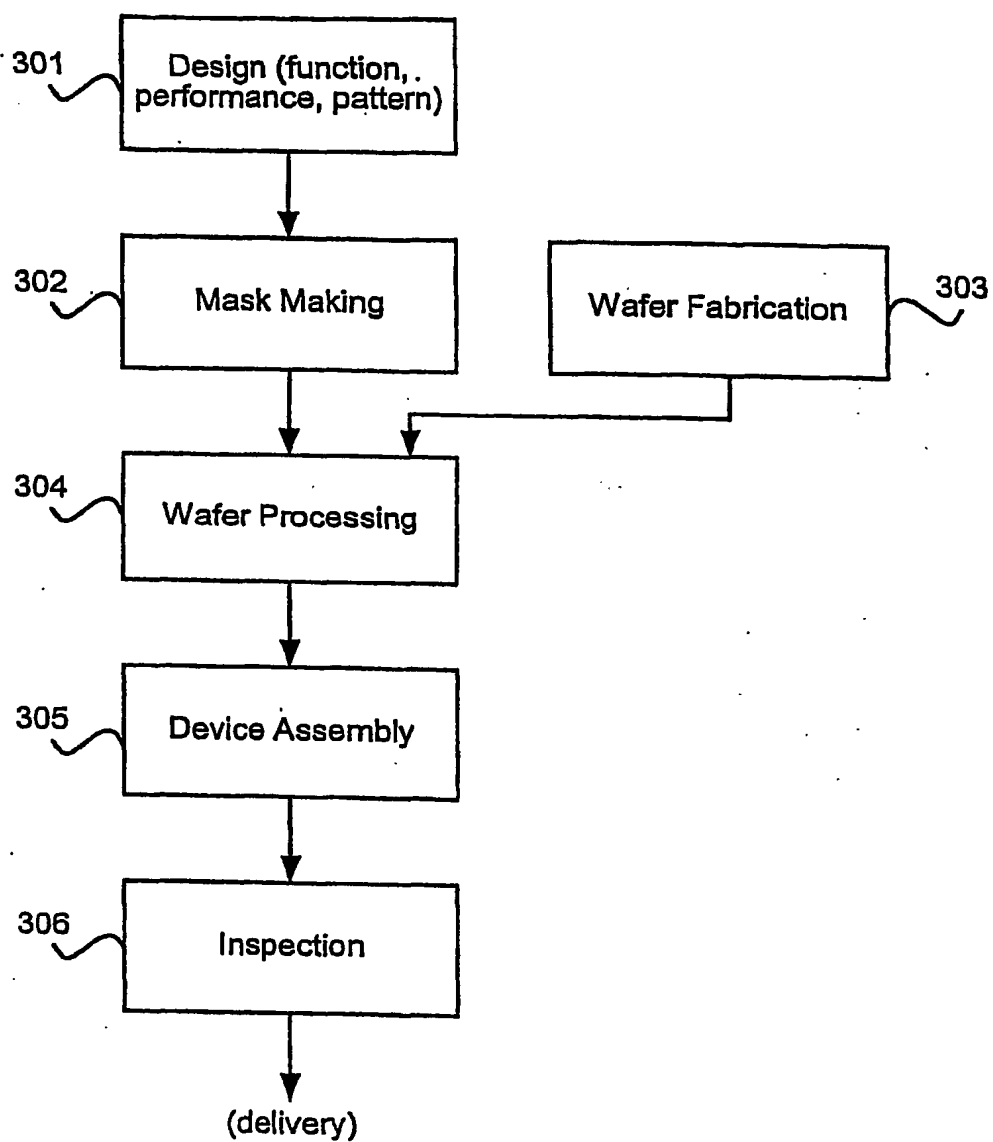 301
Design (function,
performance, pattern)
302
Mask Making
Wafer Fabrication
303
304
Wafer Processing
305
Device Assembly
306
Inspection
(delivery)